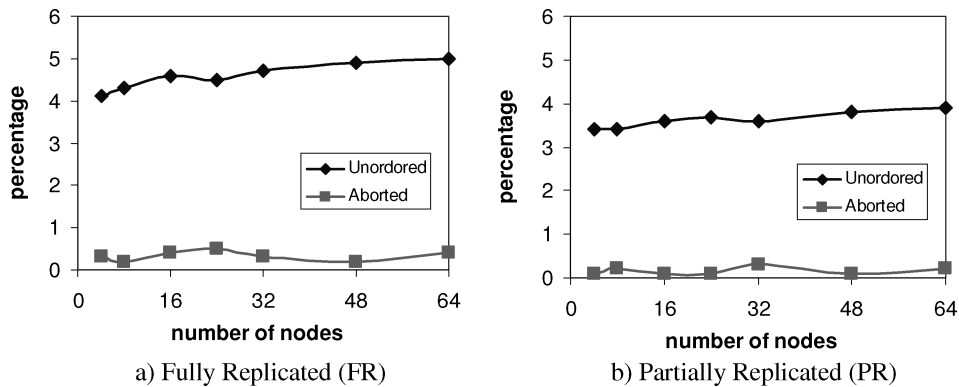 6
5
4
3
2
1
0
percentage
Unordored
Aborted
0 16 32 48 64
number of nodes
a) Fully Replicated (FR)
6
5
4
3
2
1
0
percentage
Unordored
Aborted
0 16 32 48 64
number of nodes
b) Partially Replicated (PR)